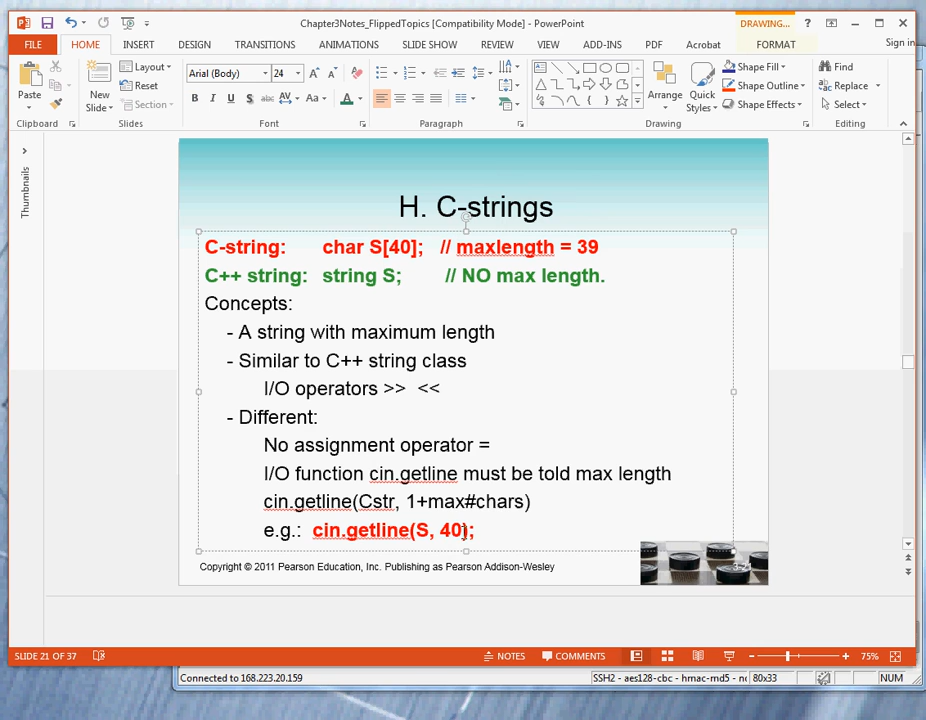 Chapter3Notes_FlippedTopics [Compatibility Mode] - PowerPoint
DRAWING...
FILE HOME INSERT DESIGN TRANSITIONS ANIMATIONS SLIDE SHOW REVIEW VIEW ADD-INS PDF Acrobat FORMAT Sign in
Paste
New Slide
Layout
Reset
Section
Arial (Body) 24
Arrange
Quick Styles
Shape Fill
Shape Outline
Shape Effects
Find
Replace
Select
Clipboard Slides Font Paragraph Drawing Editing
Thumbnails
H. C-strings
C-string: char S[40]; // maxlength = 39
C++ string: string S; // NO max length.
Concepts:
- A string with maximum length
- Similar to C++ string class
I/O operators >> <<
- Different:
No assignment operator =
I/O function cin.getline must be told max length
cin.getline(Cstr, 1+max#chars)
e.g.: cin.getline(S, 40);
Copyright © 2011 Pearson Education, Inc. Publishing as Pearson Addison-Wesley
SLIDE 21 OF 37 NOTES COMMENTS 75%
Connected to 168.223.20.159 SSH2 - aes128-cbc - hmac-md5 - nc 80x33 NUM